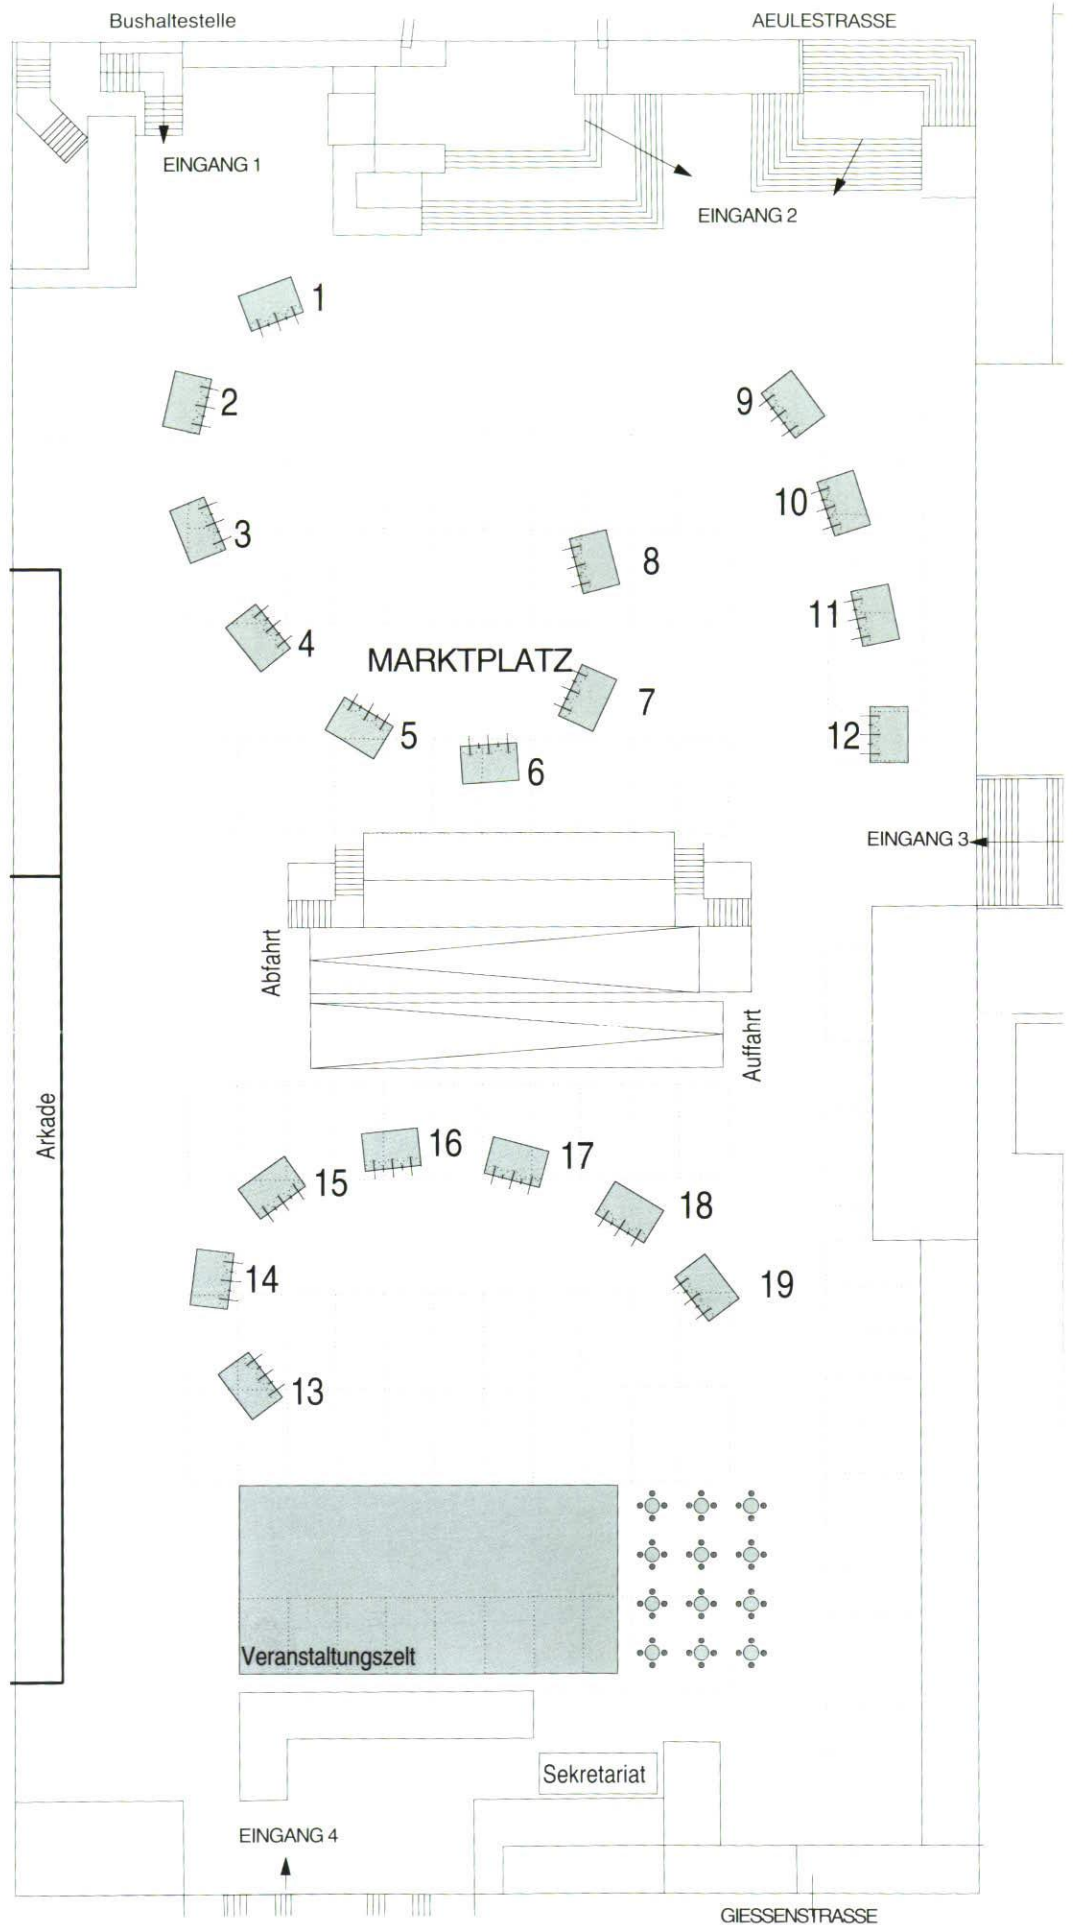 Bushaltestelle
AEULESTRASSE
EINGANG 1
EINGANG 2
1
2
9
3
10
8
4
11
MARKTPLATZ
7
5
12
6
EINGANG 3
Abfahrt
Auffahrt
Arkade
16
17
15
18
14
19
13
Veranstaltungszelt
Sekretariat
EINGANG 4
GIESSENSTRASSE